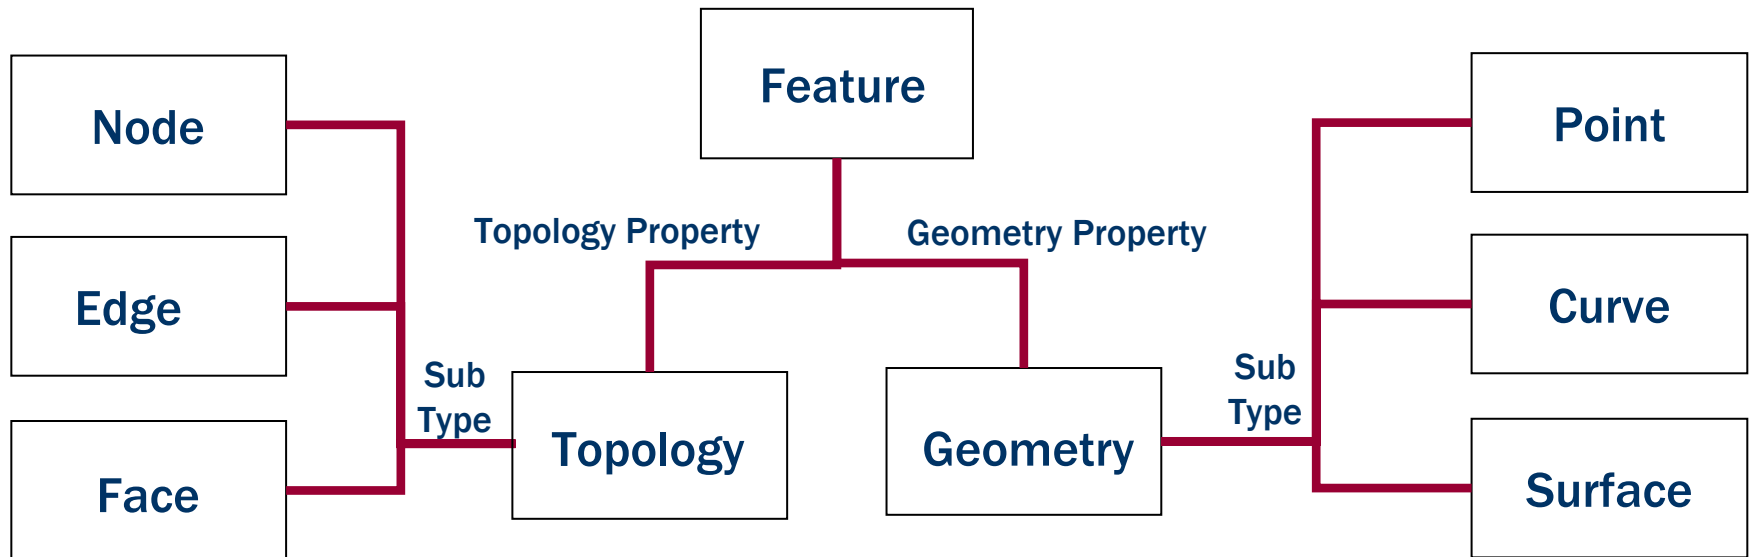 Feature
Node
Point
Topology Property
Geometry Property
Edge
Curve
Sub
Type
Sub
Type
Topology
Geometry
Face
Surface